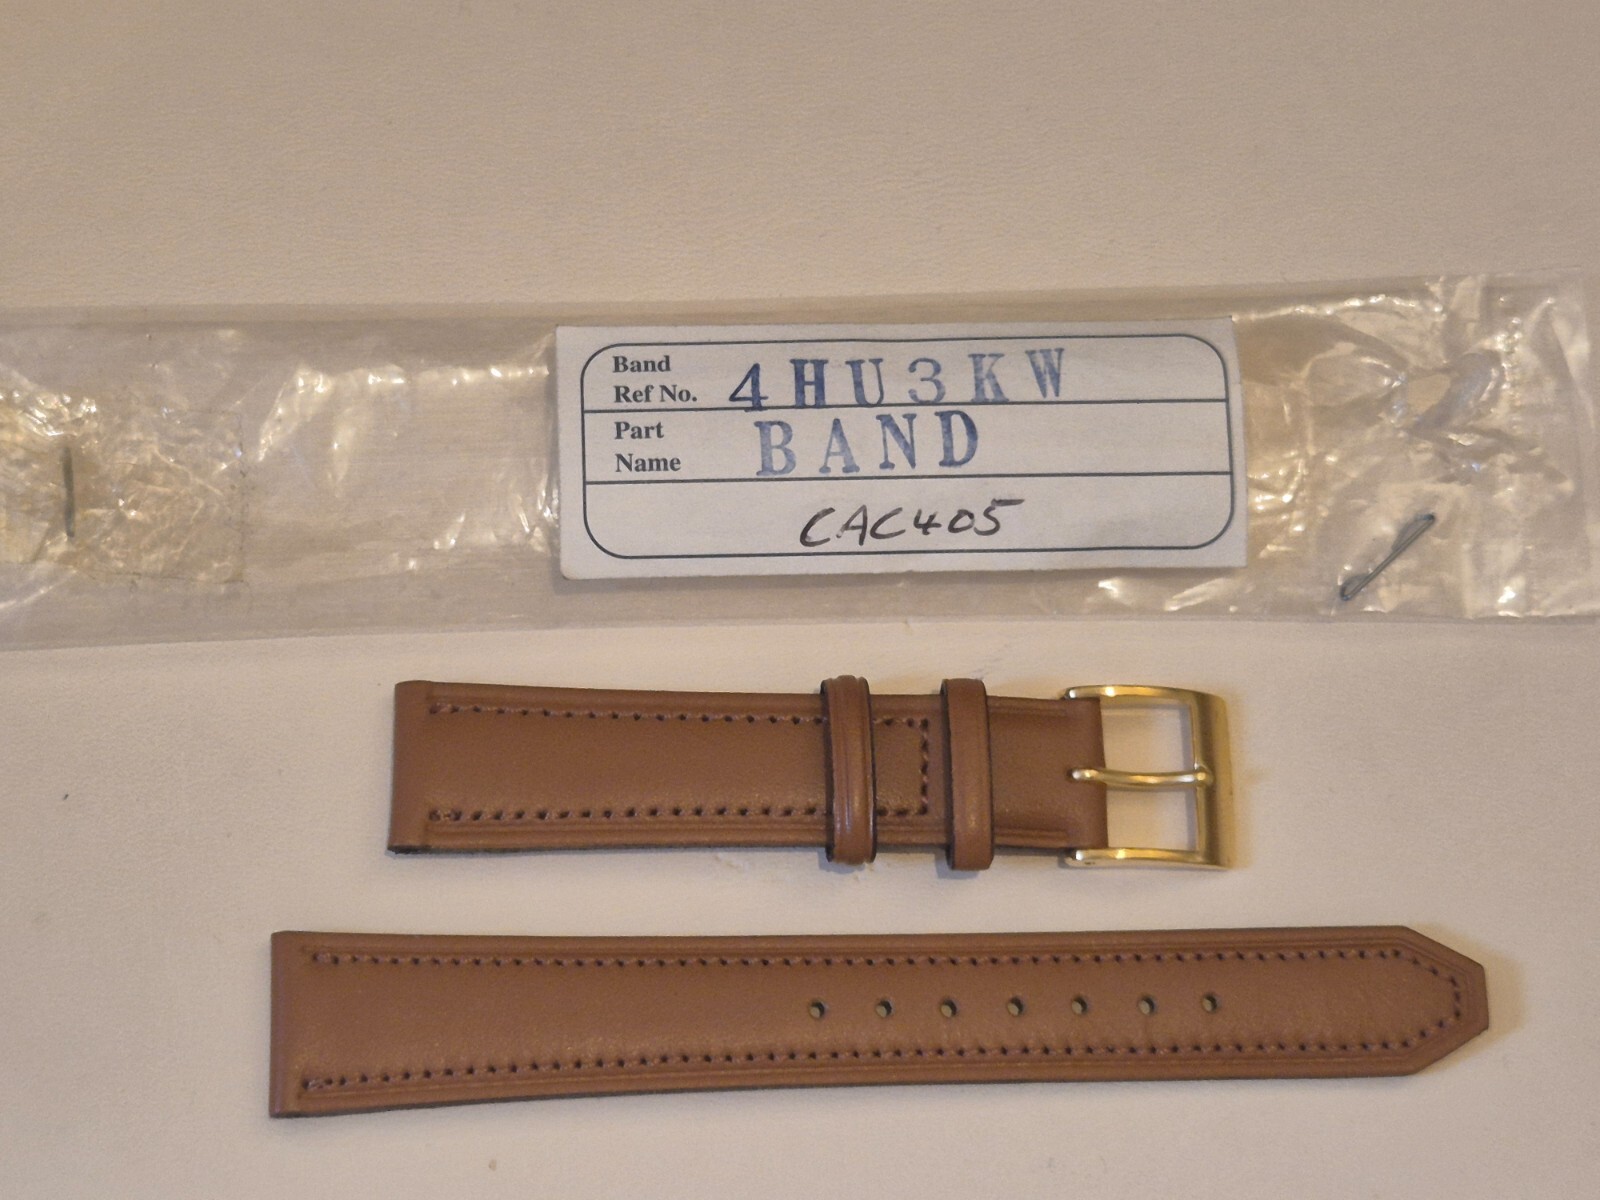 Band
Ref No. 4HU3KW
Part
Name BAND
CAC405